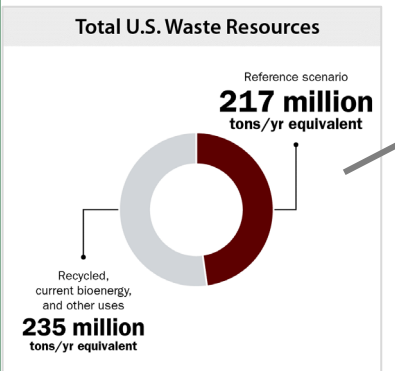 Total U.S. Waste Resources
Reference scenario
217 million
tons/yr equivalent
Recycled,
current bioenergy,
and other uses
235 million
tons/yr equivalent